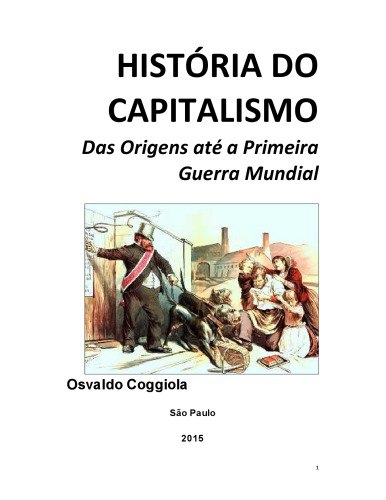 HISTÓRIA DO
CAPITALISMO
Das Origens até a Primeira
Guerra Mundial
Osvaldo Coggiola
São Paulo
2015
1